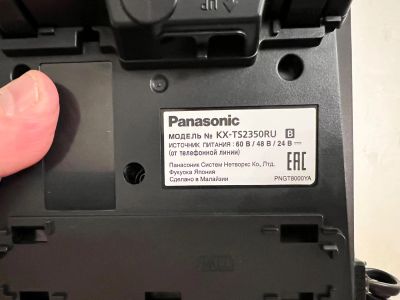 UP
Panasonic
МОДЕЛЬ № KX-TS2350RU B
ИСТОЧНИК ПИТАНИЯ : 60 В / 48 В / 24 В
(от телефонной линии)
Панасоник Систем Нетворкс Ко., Лтд.
Фукуока Япония
Сделано в Малайзии
EAC
PNGT8000YA